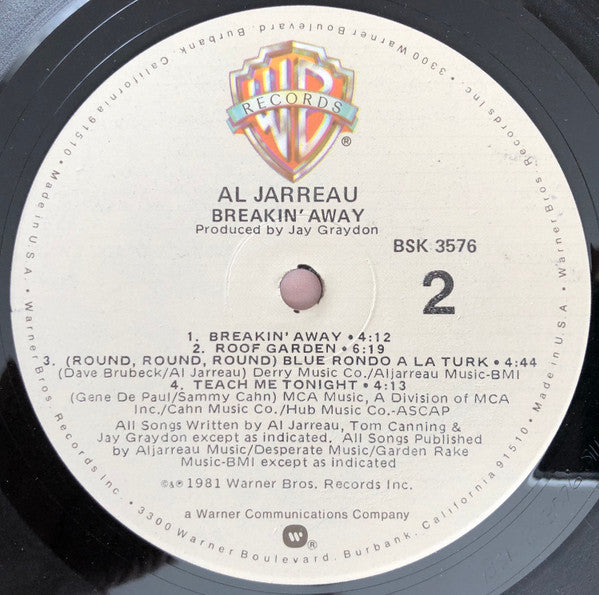 WB
RECORDS
®
AL JARREAU
BREAKIN' AWAY
Produced by Jay Graydon
BSK 3576
2
1. BREAKIN' AWAY • 4:12
2. ROOF GARDEN • 6:19
3. (ROUND, ROUND, ROUND) BLUE RONDO A LA TURK • 4:44
(Dave Brubeck/Al Jarreau) Derry Music Co./Aljarreau Music-BMI
4. TEACH ME TONIGHT • 4:13
(Gene De Paul/Sammy Cahn) MCA Music, A Division of MCA
Inc./Cahn Music Co./Hub Music Co.-ASCAP
All Songs Written by Al Jarreau, Tom Canning &
Jay Graydon except as indicated. All Songs Published
by Aljarreau Music/Desperate Music/Garden Rake
Music-BMI except as indicated
©&℗ 1981 Warner Bros. Records Inc.
a Warner Communications Company
W ®
3300 Warner Boulevard, Burbank, California 91510 • Made in U.S.A. • Warner Bros. Records Inc. • 3300 Warner Boulevard, Burbank, California 91510 • Made in U.S.A. • Warner Bros. Records Inc. •